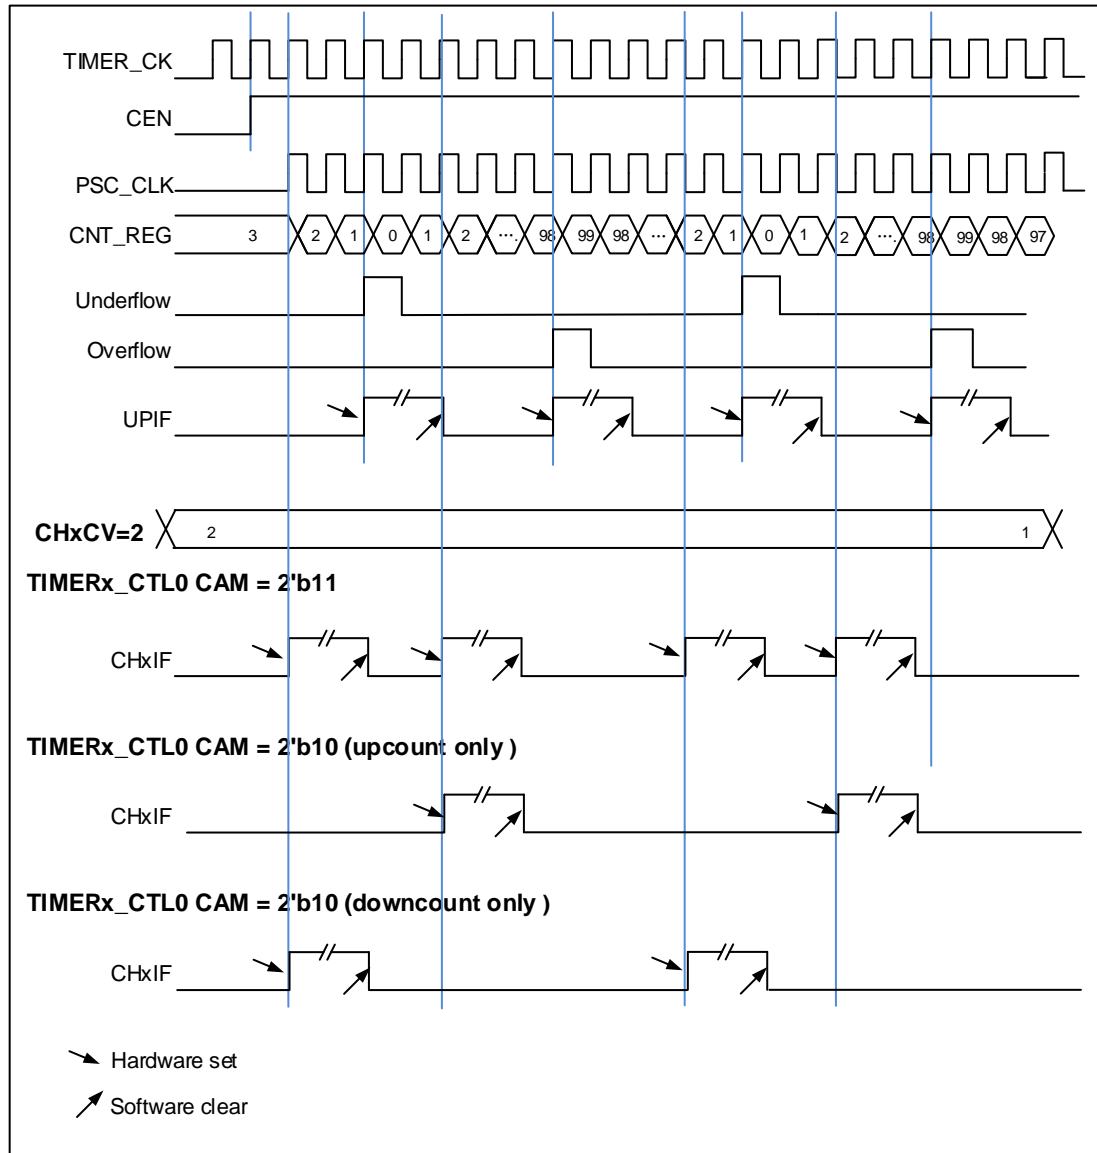 TIMER_CK
CEN
PSC_CLK
CNT_REG 3 2 1 0 1 2 .... 98 99 98 ... 2 1 0 1 2 .... 98 99 98 97
Underflow
Overflow
UPIF
CHxCV=2 2 1
TIMERx_CTL0 CAM = 2'b11
CHxIF
TIMERx_CTL0 CAM = 2'b10 (upcount only )
CHxIF
TIMERx_CTL0 CAM = 2'b10 (downcount only )
CHxIF
Hardware set
Software clear